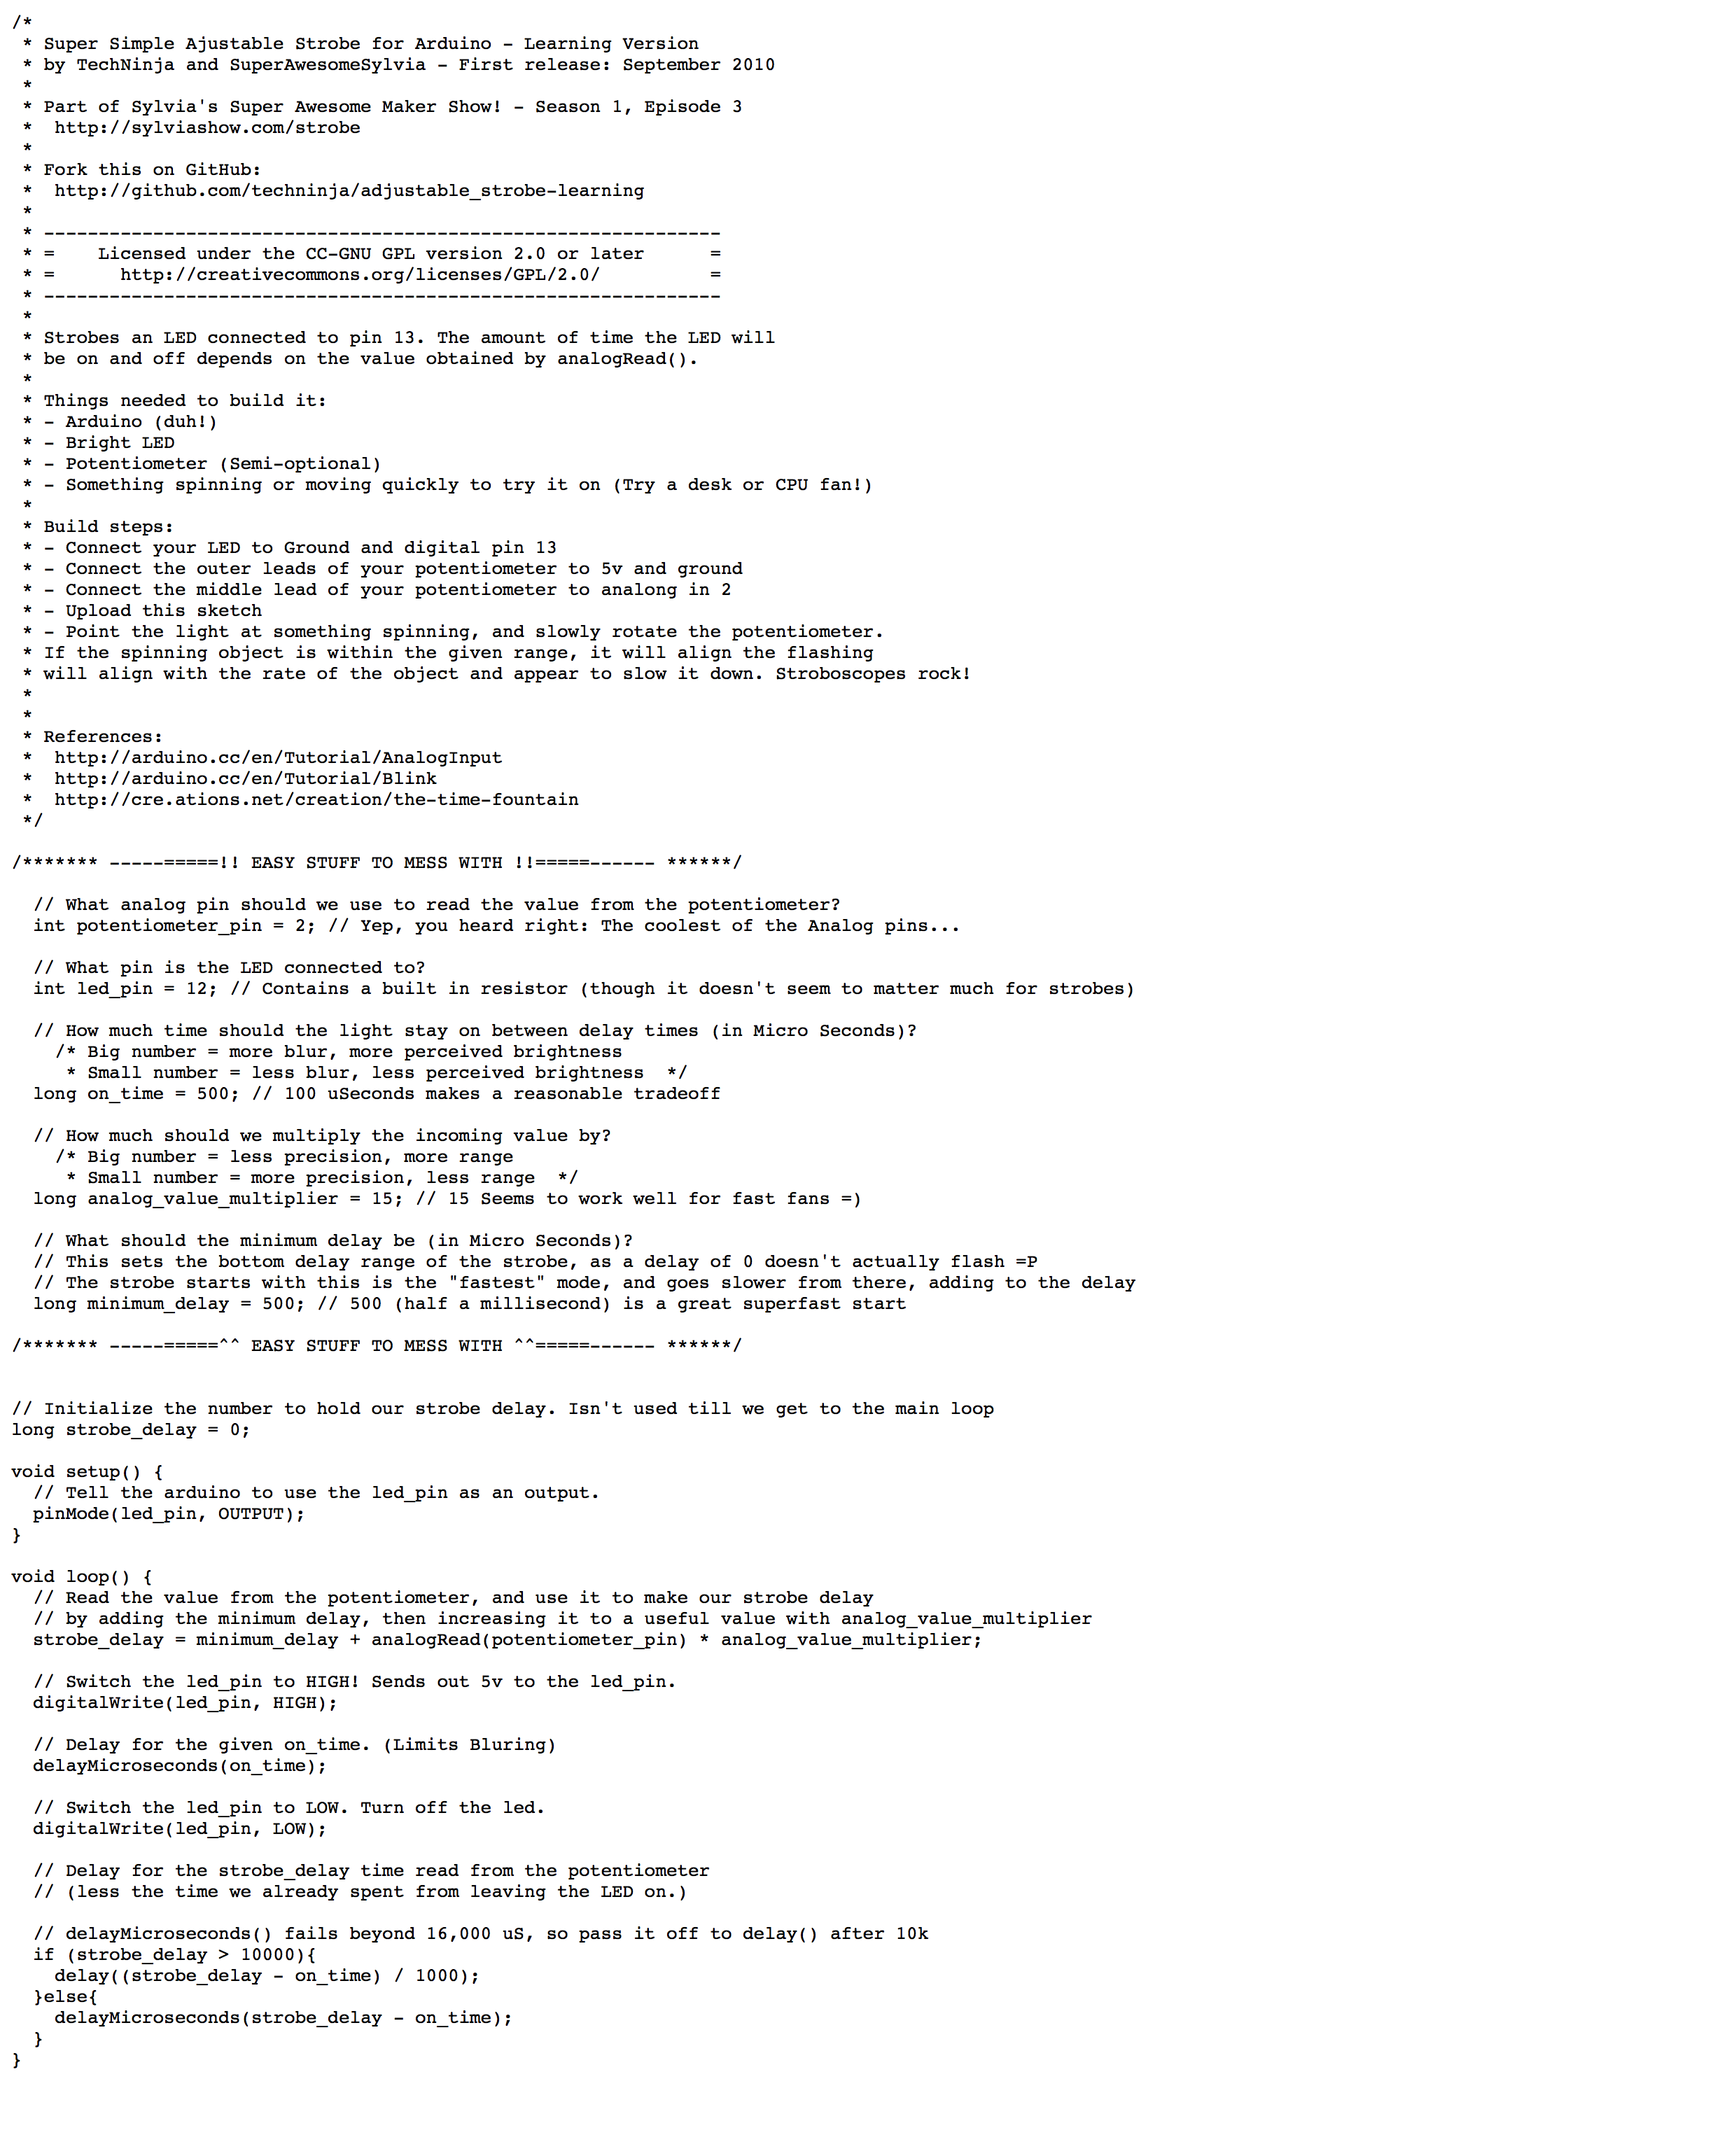 /*
 * Super Simple Ajustable Strobe for Arduino - Learning Version
 * by TechNinja and SuperAwesomeSylvia - First release: September 2010
 *
 * Part of Sylvia's Super Awesome Maker Show! - Season 1, Episode 3
 *  http://sylviashow.com/strobe
 *
 * Fork this on GitHub:
 *  http://github.com/techninja/adjustable_strobe-learning
 *
 * --------------------------------------------------------------
 * =    Licensed under the CC-GNU GPL version 2.0 or later      =
 * =      http://creativecommons.org/licenses/GPL/2.0/          =
 * --------------------------------------------------------------
 *
 * Strobes an LED connected to pin 13. The amount of time the LED will
 * be on and off depends on the value obtained by analogRead().
 *
 * Things needed to build it:
 * - Arduino (duh!)
 * - Bright LED
 * - Potentiometer (Semi-optional)
 * - Something spinning or moving quickly to try it on (Try a desk or CPU fan!)
 *
 * Build steps:
 * - Connect your LED to Ground and digital pin 13
 * - Connect the outer leads of your potentiometer to 5v and ground
 * - Connect the middle lead of your potentiometer to analong in 2
 * - Upload this sketch
 * - Point the light at something spinning, and slowly rotate the potentiometer.
 * If the spinning object is within the given range, it will align the flashing
 * will align with the rate of the object and appear to slow it down. Stroboscopes rock!
 *
 *
 * References:
 *  http://arduino.cc/en/Tutorial/AnalogInput
 *  http://arduino.cc/en/Tutorial/Blink
 *  http://cre.ations.net/creation/the-time-fountain
 */

/******* -----=====!! EASY STUFF TO MESS WITH !!=====------ ******/

  // What analog pin should we use to read the value from the potentiometer?
  int potentiometer_pin = 2; // Yep, you heard right: The coolest of the Analog pins...

  // What pin is the LED connected to?
  int led_pin = 12; // Contains a built in resistor (though it doesn't seem to matter much for strobes)

  // How much time should the light stay on between delay times (in Micro Seconds)?
    /* Big number = more blur, more perceived brightness
     * Small number = less blur, less perceived brightness  */
  long on_time = 500; // 100 uSeconds makes a reasonable tradeoff

  // How much should we multiply the incoming value by?
    /* Big number = less precision, more range
     * Small number = more precision, less range  */
  long analog_value_multiplier = 15; // 15 Seems to work well for fast fans =)

  // What should the minimum delay be (in Micro Seconds)?
  // This sets the bottom delay range of the strobe, as a delay of 0 doesn't actually flash =P
  // The strobe starts with this is the "fastest" mode, and goes slower from there, adding to the delay
  long minimum_delay = 500; // 500 (half a millisecond) is a great superfast start

/******* -----=====^^ EASY STUFF TO MESS WITH ^^=====------ ******/


// Initialize the number to hold our strobe delay. Isn't used till we get to the main loop
long strobe_delay = 0;

void setup() {
  // Tell the arduino to use the led_pin as an output.
  pinMode(led_pin, OUTPUT);
}

void loop() {
  // Read the value from the potentiometer, and use it to make our strobe delay
  // by adding the minimum delay, then increasing it to a useful value with analog_value_multiplier
  strobe_delay = minimum_delay + analogRead(potentiometer_pin) * analog_value_multiplier;

  // Switch the led_pin to HIGH! Sends out 5v to the led_pin.
  digitalWrite(led_pin, HIGH);

  // Delay for the given on_time. (Limits Bluring)
  delayMicroseconds(on_time);

  // Switch the led_pin to LOW. Turn off the led.
  digitalWrite(led_pin, LOW);

  // Delay for the strobe_delay time read from the potentiometer
  // (less the time we already spent from leaving the LED on.)

  // delayMicroseconds() fails beyond 16,000 uS, so pass it off to delay() after 10k
  if (strobe_delay > 10000){
    delay((strobe_delay - on_time) / 1000);
  }else{
    delayMicroseconds(strobe_delay - on_time);
  }
}